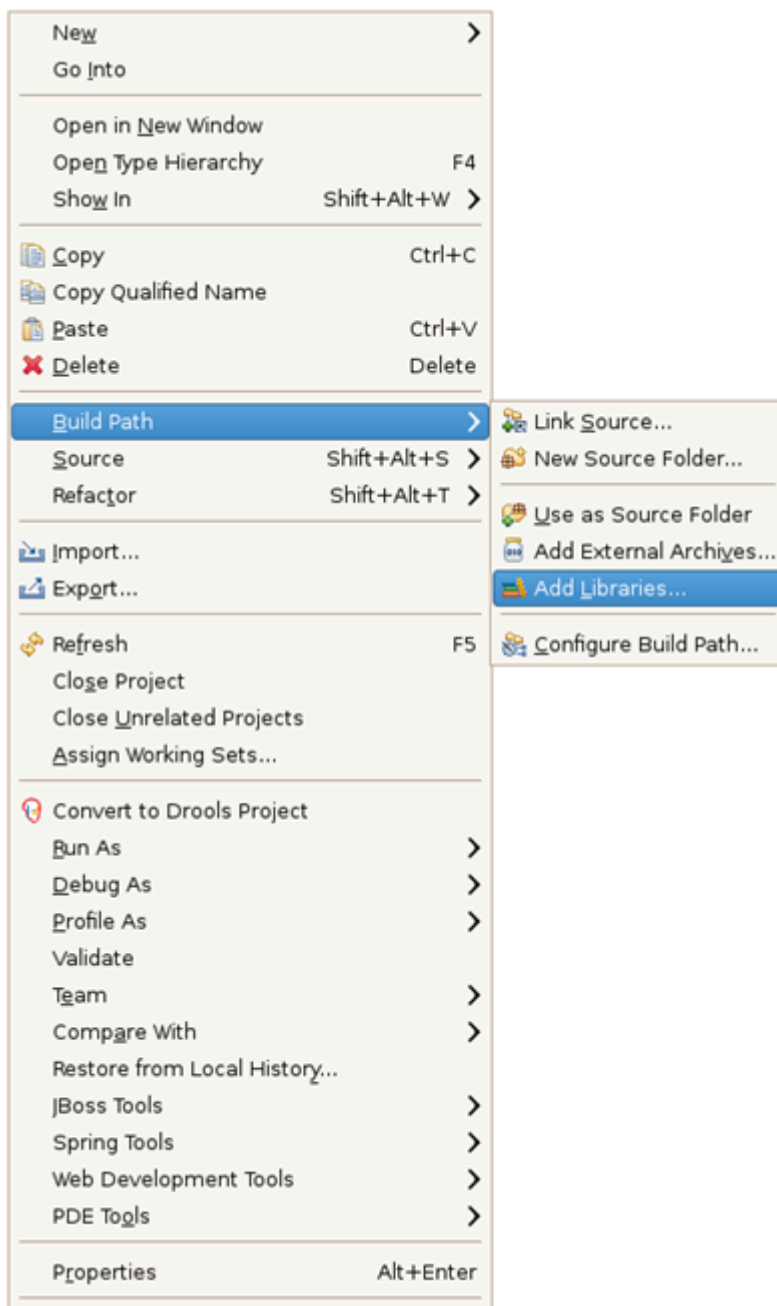 New
Go Into
Open in New Window
Open Type Hierarchy F4
Show In Shift+Alt+W
Copy Ctrl+C
Copy Qualified Name
Paste Ctrl+V
Delete Delete
Build Path
Source Shift+Alt+S
Refactor Shift+Alt+T
Import...
Export...
Refresh F5
Close Project
Close Unrelated Projects
Assign Working Sets...
Convert to Drools Project
Run As
Debug As
Profile As
Validate
Team
Compare With
Restore from Local History...
JBoss Tools
Spring Tools
Web Development Tools
PDE Tools
Properties Alt+Enter
Link Source...
New Source Folder...
Use as Source Folder
Add External Archives...
Add Libraries...
Configure Build Path...